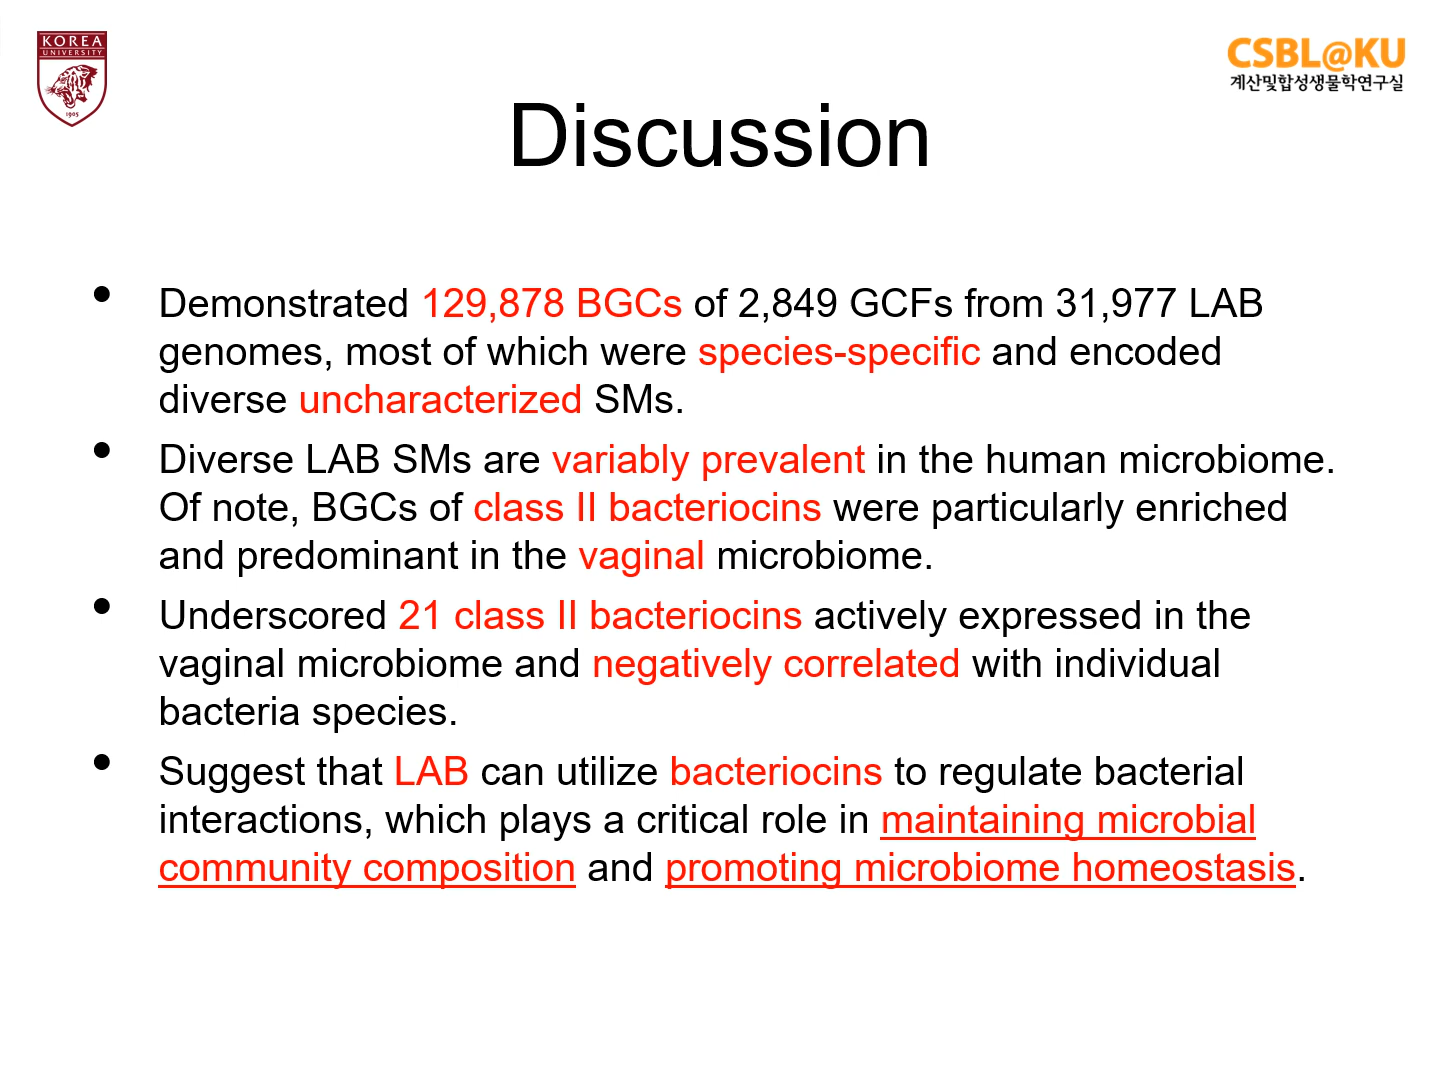 KOREA
UNIVERSITY
1905
CSBL@KU
계산및합성생물학연구실
Discussion
• Demonstrated 129,878 BGCs of 2,849 GCFs from 31,977 LAB
genomes, most of which were species-specific and encoded
diverse uncharacterized SMs.
• Diverse LAB SMs are variably prevalent in the human microbiome.
Of note, BGCs of class II bacteriocins were particularly enriched
and predominant in the vaginal microbiome.
• Underscored 21 class II bacteriocins actively expressed in the
vaginal microbiome and negatively correlated with individual
bacteria species.
• Suggest that LAB can utilize bacteriocins to regulate bacterial
interactions, which plays a critical role in maintaining microbial
community composition and promoting microbiome homeostasis.